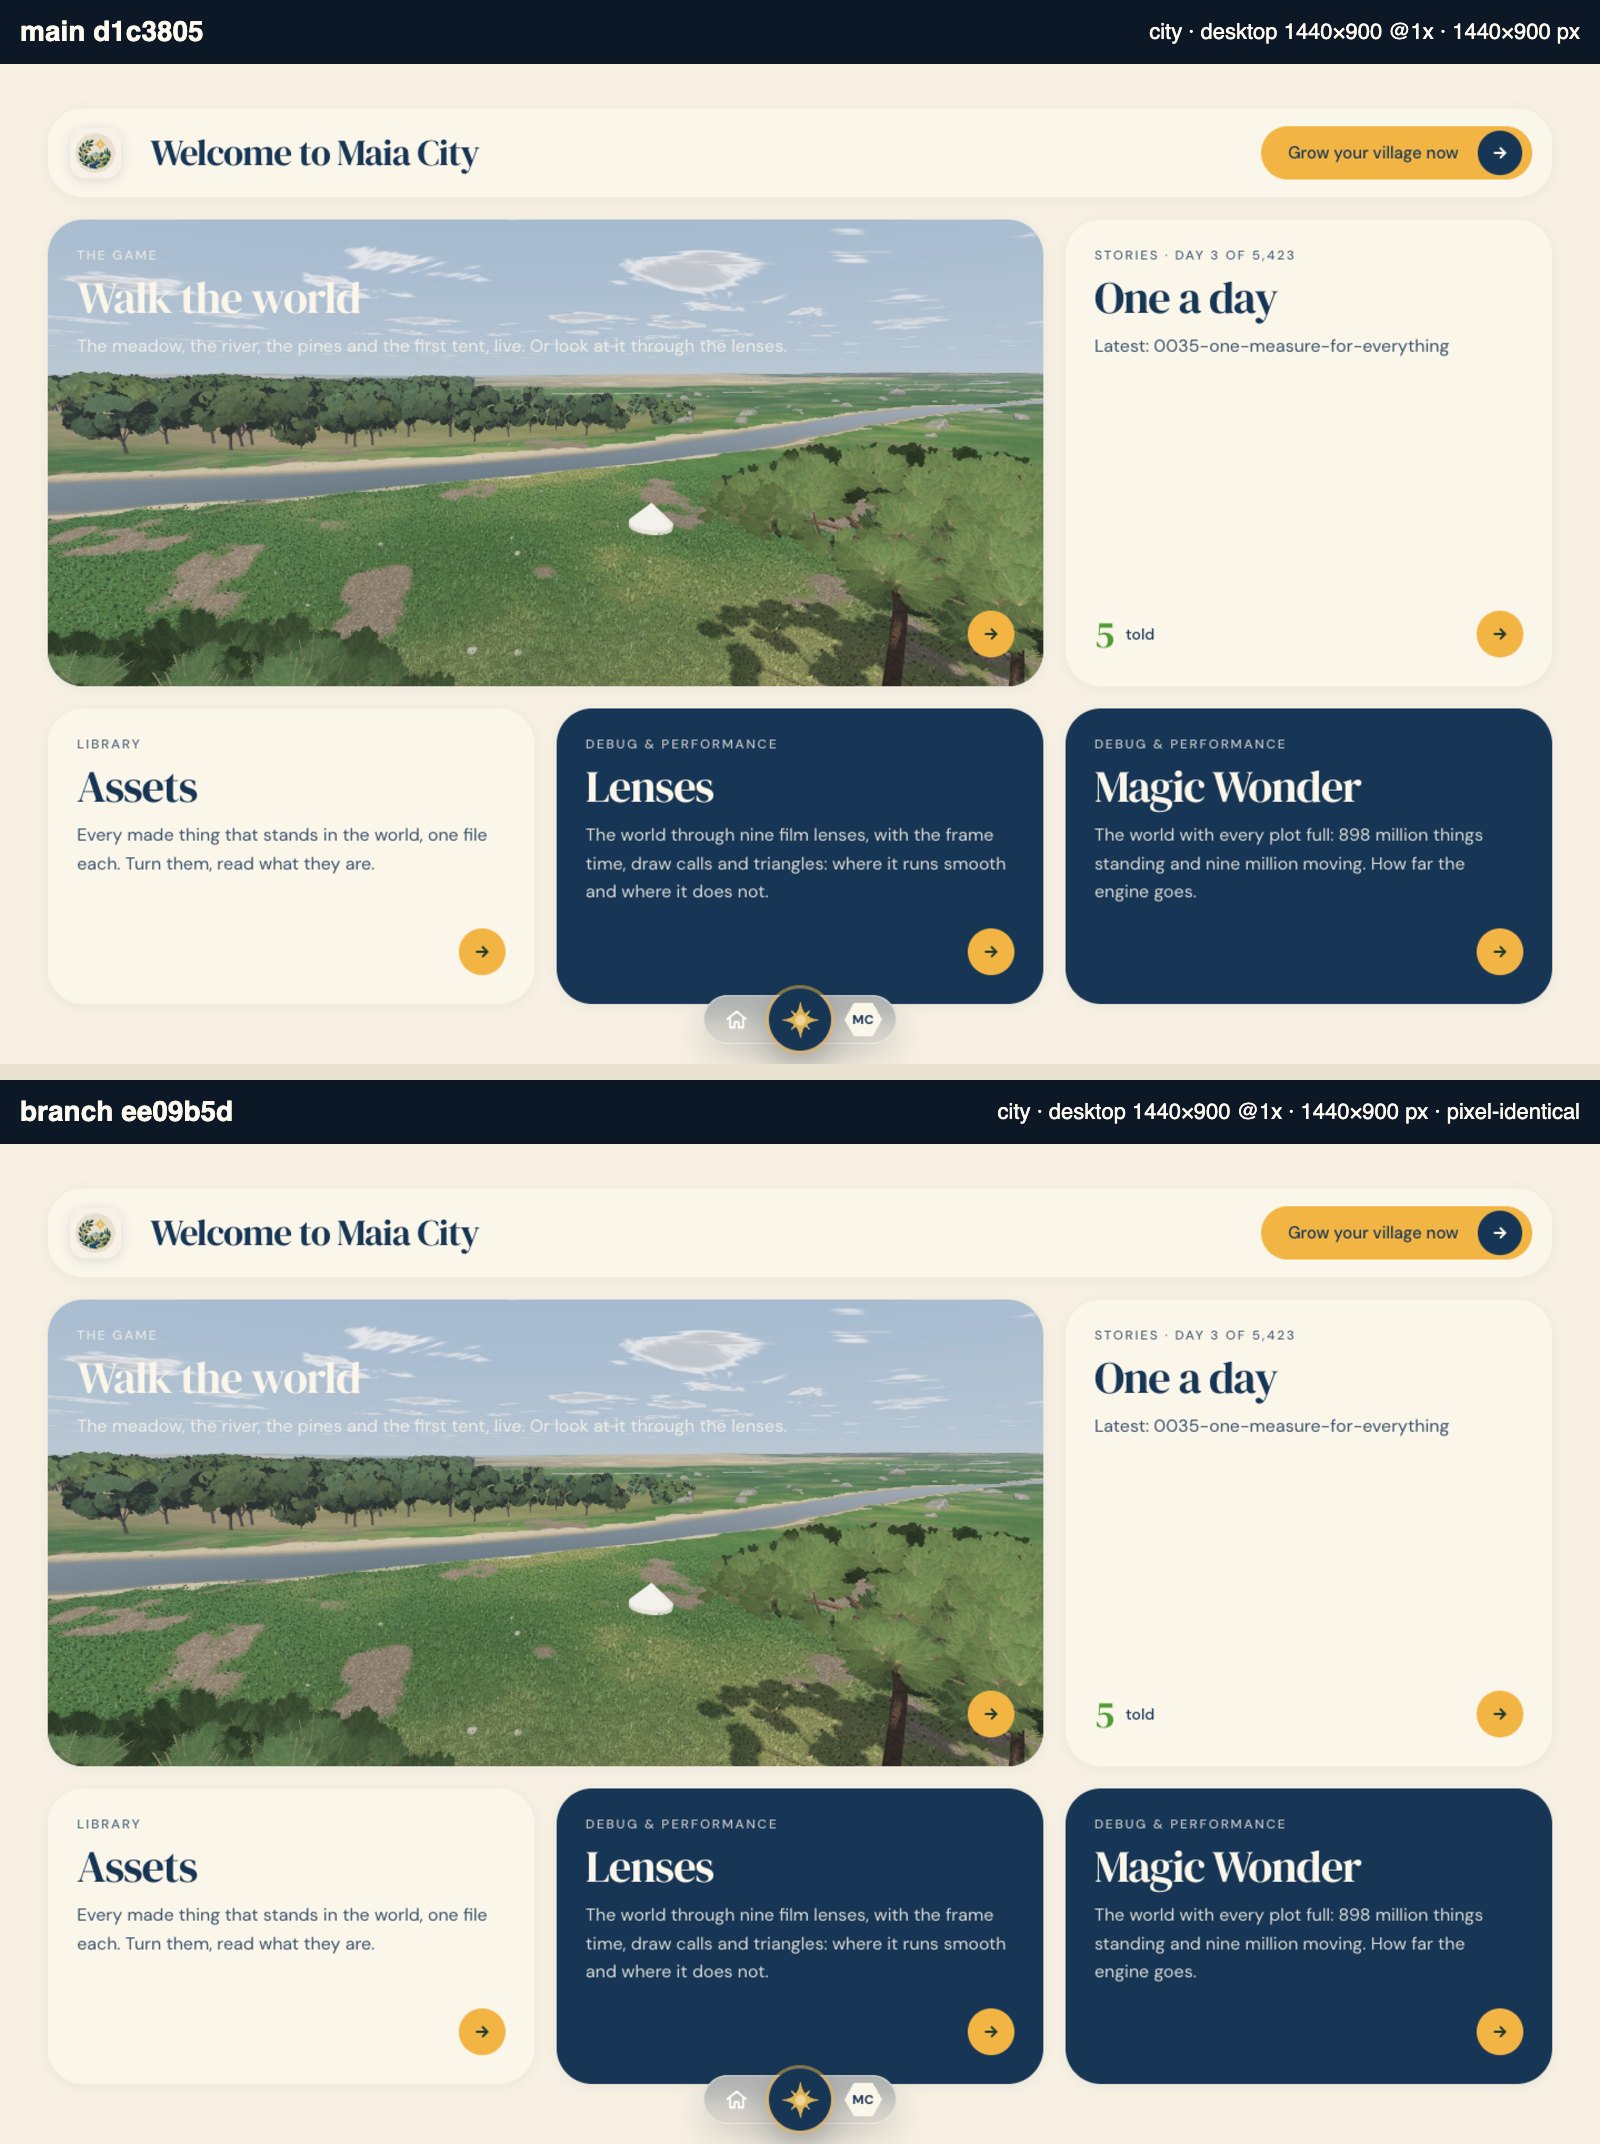 main d1c3805
city · desktop 1440×900 @1x · 1440×900 px
Welcome to Maia City
Grow your village now
THE GAME
Walk the world
The meadow, the river, the pines and the first tent, live. Or look at it through the lenses.
STORIES · DAY 3 OF 5,423
One a day
Latest: 0035-one-measure-for-everything
5 told
LIBRARY
Assets
Every made thing that stands in the world, one file
each. Turn them, read what they are.
DEBUG & PERFORMANCE
Lenses
The world through nine film lenses, with the frame
time, draw calls and triangles: where it runs smooth
and where it does not.
DEBUG & PERFORMANCE
Magic Wonder
The world with every plot full: 898 million things
standing and nine million moving. How far the
engine goes.
MC
branch ee09b5d
city · desktop 1440×900 @1x · 1440×900 px · pixel-identical
Welcome to Maia City
Grow your village now
THE GAME
Walk the world
The meadow, the river, the pines and the first tent, live. Or look at it through the lenses.
STORIES · DAY 3 OF 5,423
One a day
Latest: 0035-one-measure-for-everything
5 told
LIBRARY
Assets
Every made thing that stands in the world, one file
each. Turn them, read what they are.
DEBUG & PERFORMANCE
Lenses
The world through nine film lenses, with the frame
time, draw calls and triangles: where it runs smooth
and where it does not.
DEBUG & PERFORMANCE
Magic Wonder
The world with every plot full: 898 million things
standing and nine million moving. How far the
engine goes.
MC